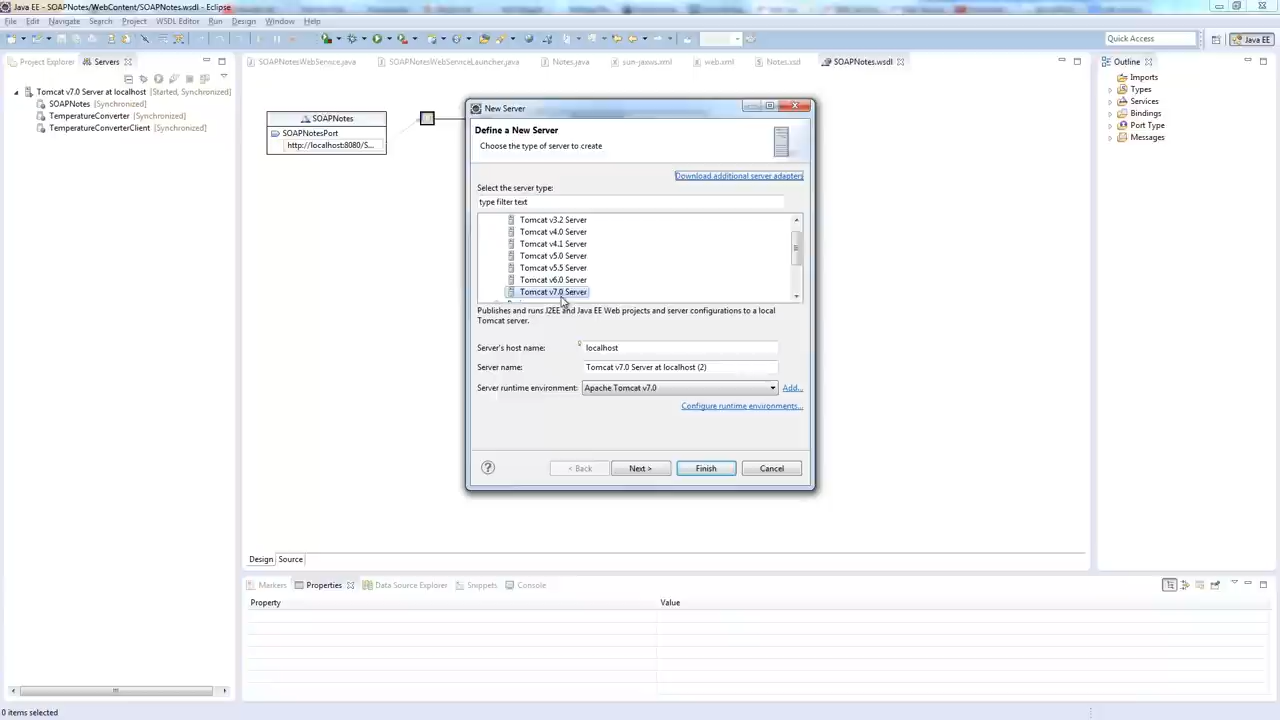 Java EE - SOAPNotes/WebContent/SOAPNotes.wsdl - Eclipse
File Edit Navigate Search Project WSDL Editor Run Design Window Help
Quick Access
Java EE
Project Explorer
Servers
Tomcat v7.0 Server at localhost [Started, Synchronized]
SOAPNotes [Synchronized]
TemperatureConverter [Synchronized]
TemperatureConverterClient [Synchronized]
SOAPNotesWebService.java
SOAPNotesWebServiceLauncher.java
Notes.java
sun-jaxws.xml
web.xml
Notes.xsd
SOAPNotes.wsdl
SOAPNotes
SOAPNotesPort
http://localhost:8080/S...
New Server
Define a New Server
Choose the type of server to create
Download additional server adapters
Select the server type:
type filter text
Tomcat v3.2 Server
Tomcat v4.0 Server
Tomcat v4.1 Server
Tomcat v5.0 Server
Tomcat v5.5 Server
Tomcat v6.0 Server
Tomcat v7.0 Server
Publishes and runs J2EE and Java EE Web projects and server configurations to a local
Tomcat server.
Server's host name: localhost
Server name: Tomcat v7.0 Server at localhost (2)
Server runtime environment: Apache Tomcat v7.0 Add...
Configure runtime environments...
? < Back Next > Finish Cancel
Outline
Imports
Types
Services
Bindings
Port Type
Messages
Design Source
Markers Properties Data Source Explorer Snippets Console
Property Value
0 items selected